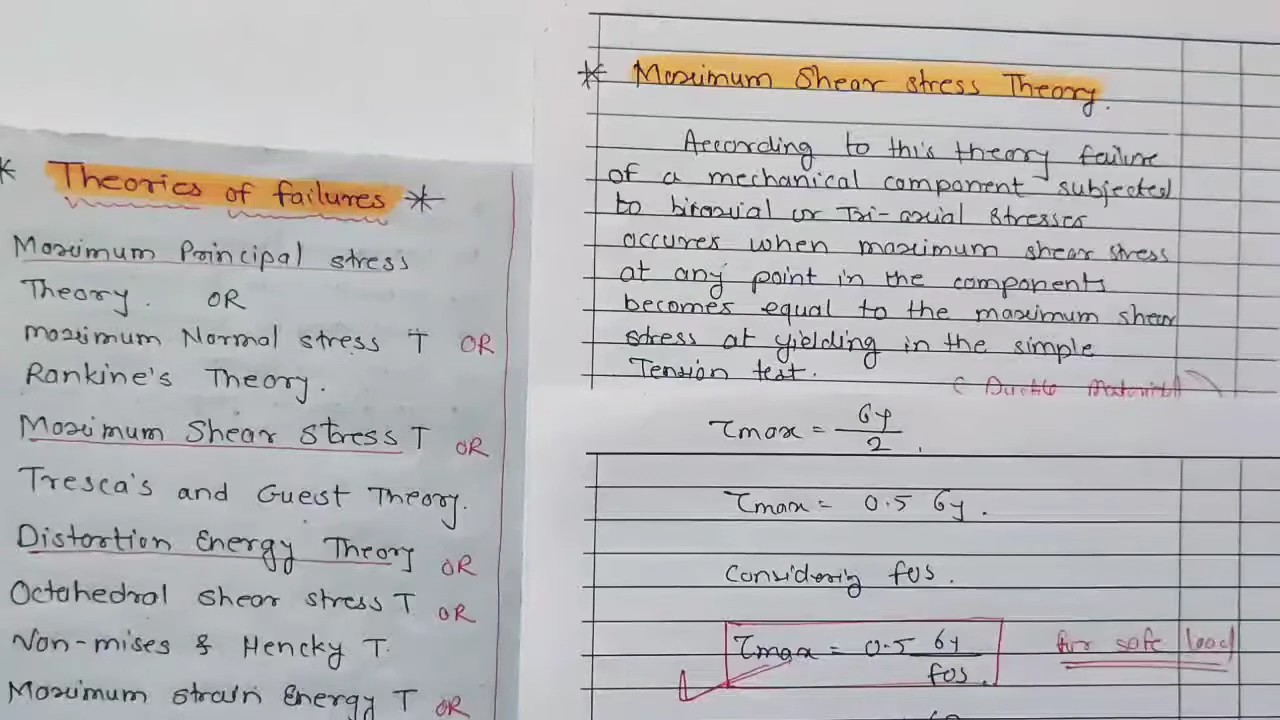 * Theories of failures *
Maximum Principal stress
Theory. OR
maximum Normal stress T OR
Rankine's Theory.
Maximum Shear Stress T OR
Tresca's and Guest Theory.
Distortion Energy Theory OR
Octahedral shear stress T OR
Von-mises & Hencky T.
Maximum strain Energy T OR
* Maximum Shear stress Theory.
According to this theory failure
of a mechanical component subjected
to biaxial or Tri-axial stresses
occures when maximum shear stress
at any point in the components
becomes equal to the maximum shear
stress at yielding in the simple
Tension test.
( Ductile Material)
τmax = σy / 2 .
τmax = 0.5 σy .
Considering fos .
τmax = 0.5 σy / fos .
for safe load